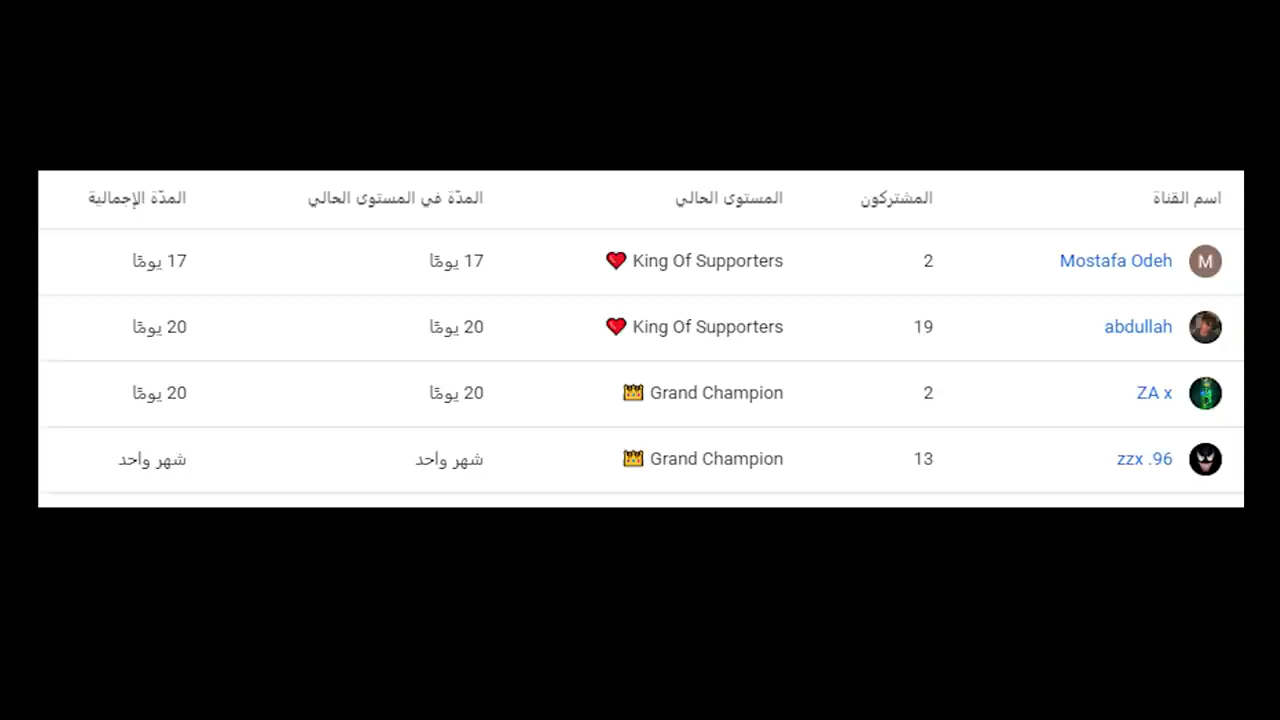 اسم القناة المشتركون المستوى الحالي المدّة في المستوى الحالي المدّة الإجمالية
M Mostafa Odeh 2 King Of Supporters ❤️ 17 يومًا 17 يومًا
abdullah 19 King Of Supporters ❤️ 20 يومًا 20 يومًا
ZA x 2 Grand Champion 👑 20 يومًا 20 يومًا
zzx .96 13 Grand Champion 👑 شهر واحد شهر واحد